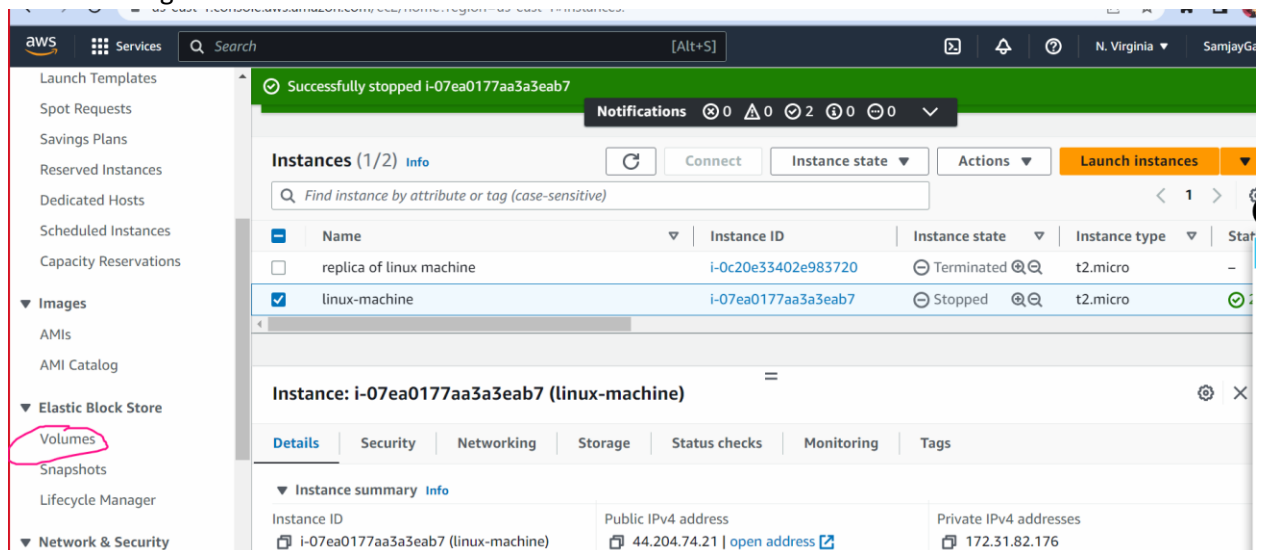 aws Services Search [Alt+S] N. Virginia ▼
Launch Templates
Spot Requests
Savings Plans
Reserved Instances
Dedicated Hosts
Scheduled Instances
Capacity Reservations
▼ Images
AMIs
AMI Catalog
▼ Elastic Block Store
Volumes
Snapshots
Lifecycle Manager
▼ Network & Security
Successfully stopped i-07ea0177aa3a3eab7
Notifications 0 0 2 0 0
Instances (1/2) Info Connect Instance state ▼ Actions ▼ Launch instances ▼
Find instance by attribute or tag (case-sensitive) < 1 >
Name Instance ID Instance state Instance type
replica of linux machine i-0c20e33402e983720 Terminated t2.micro –
linux-machine i-07ea0177aa3a3eab7 Stopped t2.micro
Instance: i-07ea0177aa3a3eab7 (linux-machine)
Details Security Networking Storage Status checks Monitoring Tags
▼ Instance summary Info
Instance ID Public IPv4 address Private IPv4 addresses
i-07ea0177aa3a3eab7 (linux-machine) 44.204.74.21 | open address 172.31.82.176